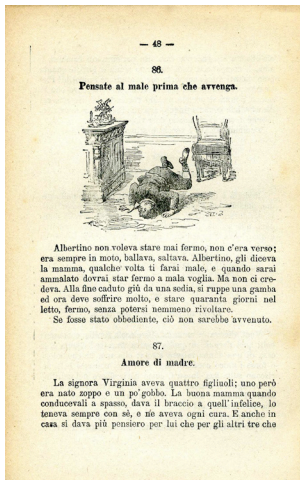 — 48 —
86.
Pensate al male prima che avvenga.
Albertino non voleva stare mai fermo, non c'era verso;
era sempre in moto, ballava, saltava. Albertino, gli diceva
la mamma, qualche volta ti farai male, e quando sarai
ammalato dovrai star fermo a mala voglia. Ma non ci cre-
deva. Alla fine caduto giù da una sedia, si ruppe una gamba
ed ora deve soffrire molto, e stare quaranta giorni nel
letto, fermo, senza potersi nemmeno rivoltare.
Se fosse stato obbediente, ciò non sarebbe avvenuto.
87.
Amore di madre.
La signora Virginia aveva quattro figliuoli; uno però
era nato zoppo e un po' gobbo. La buona mamma quando
conducevali a spasso, dava il braccio a quell'infelice, lo
teneva sempre con sè, e n'e aveva ogni cura. E anche in
casa si dava più pensiero per lui che per gli altri tre che